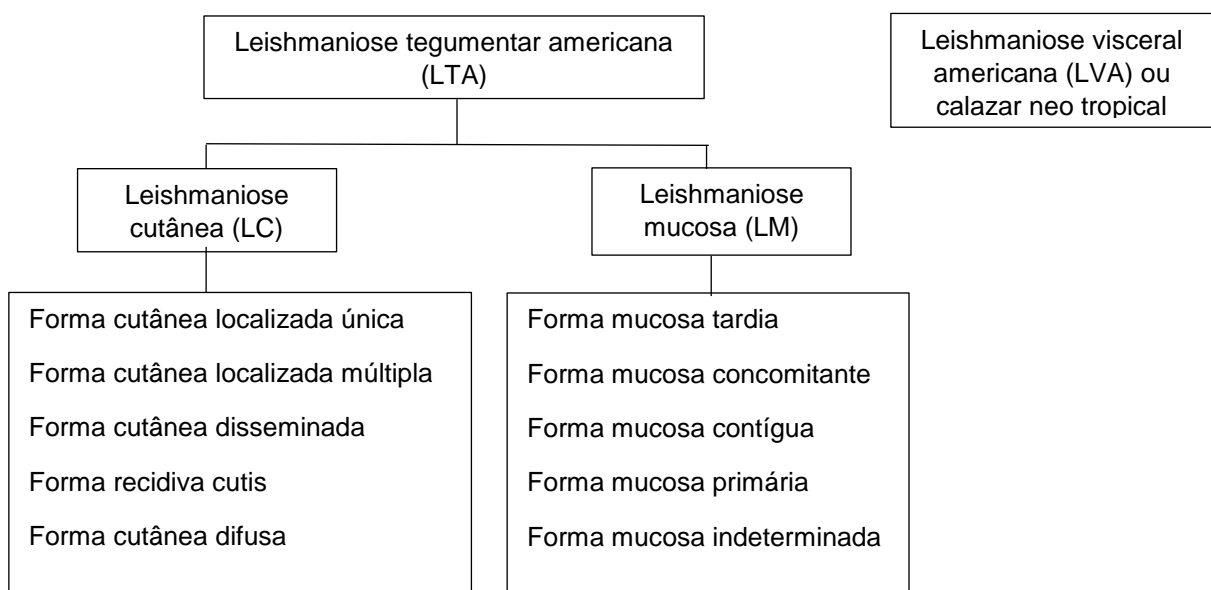 Leishmaniose tegumentar americana
(LTA)
Leishmaniose visceral
americana (LVA) ou
calazar neo tropical
Leishmaniose
cutânea (LC)
Leishmaniose
mucosa (LM)
Forma cutânea localizada única
Forma cutânea localizada múltipla
Forma cutânea disseminada
Forma recidiva cutis
Forma cutânea difusa
Forma mucosa tardia
Forma mucosa concomitante
Forma mucosa contígua
Forma mucosa primária
Forma mucosa indeterminada